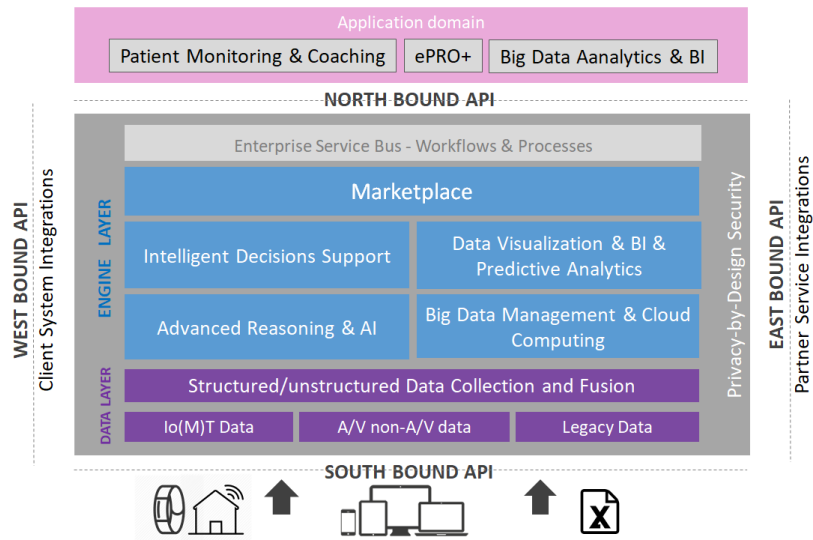 Application domain
Patient Monitoring & Coaching
ePRO+
Big Data Aanalytics & BI
NORTH BOUND API
WEST BOUND API
Client System Integrations
Enterprise Service Bus - Workflows & Processes
ENGINE LAYER
Marketplace
Intelligent Decisions Support
Data Visualization & BI &
Predictive Analytics
Advanced Reasoning & AI
Big Data Management & Cloud
Computing
DATA LAYER
Structured/unstructured Data Collection and Fusion
Io(M)T Data
A/V non-A/V data
Legacy Data
Privacy-by-Design Security
EAST BOUND API
Partner Service Integrations
SOUTH BOUND API
X